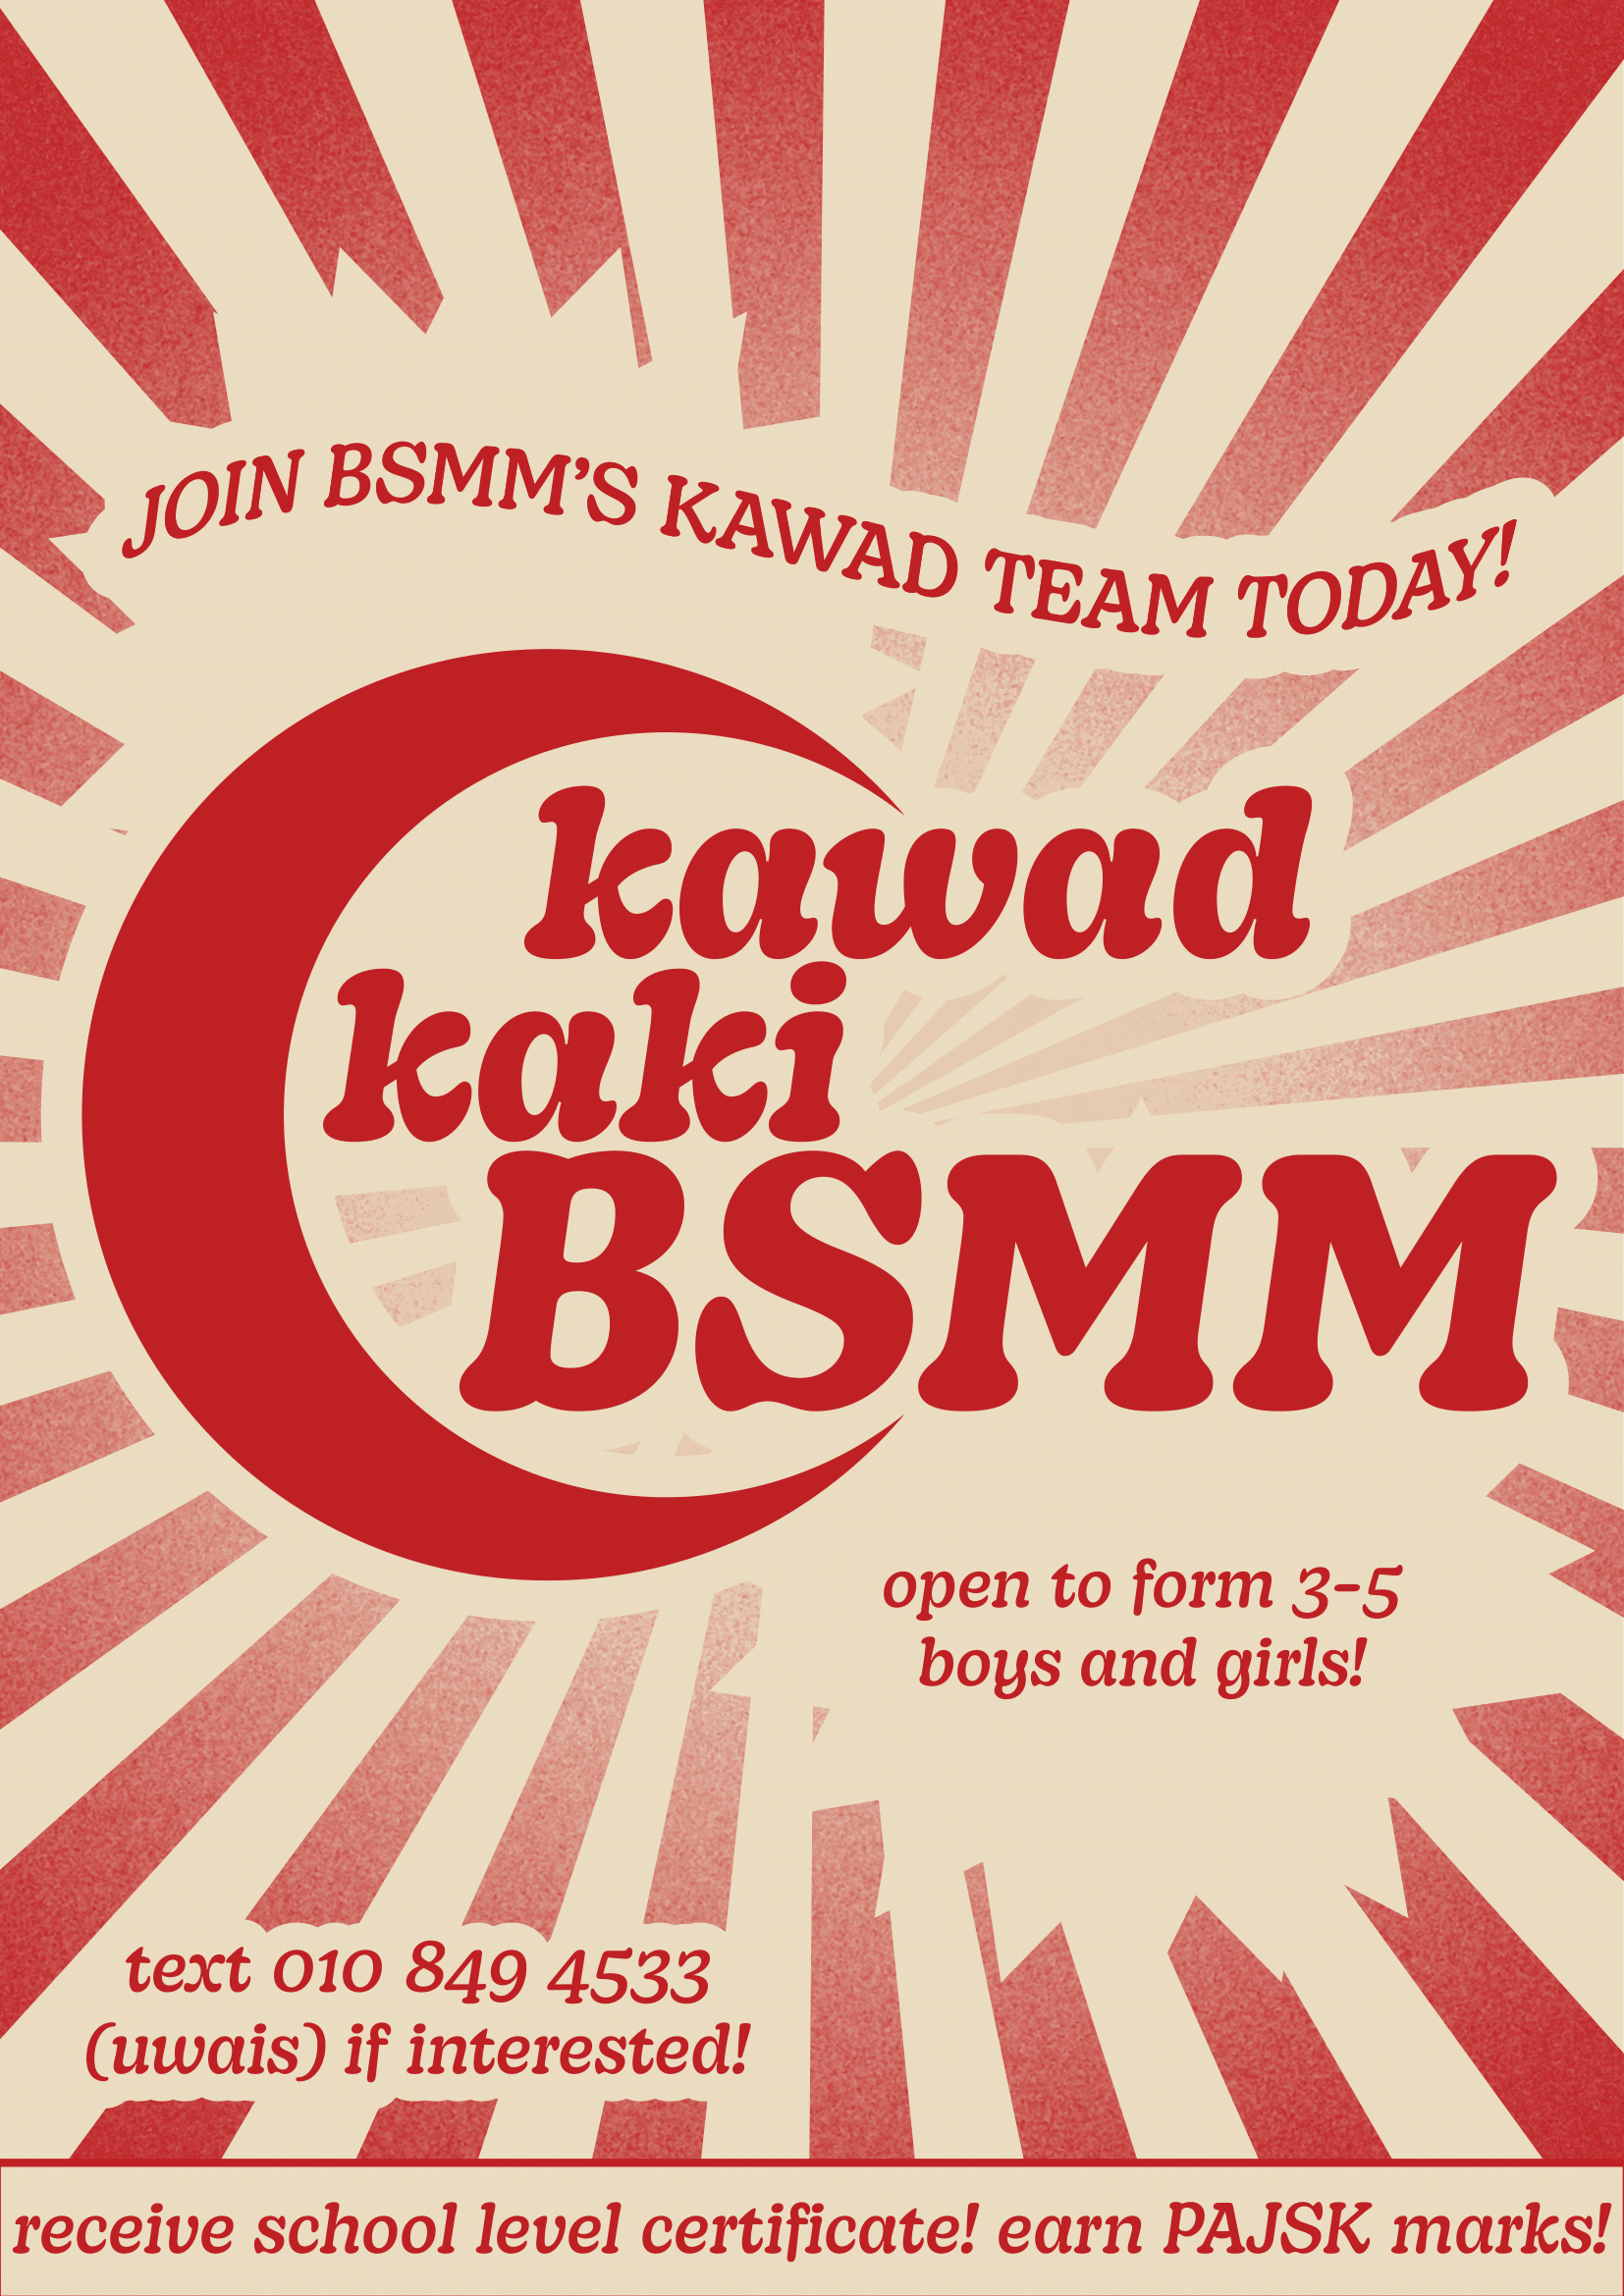 JOIN BSMM'S KAWAD TEAM TODAY!
kawad
kaki
BSMM
open to form 3-5
boys and girls!
text 010 849 4533
(uwais) if interested!
receive school level certificate! earn PAJSK marks!